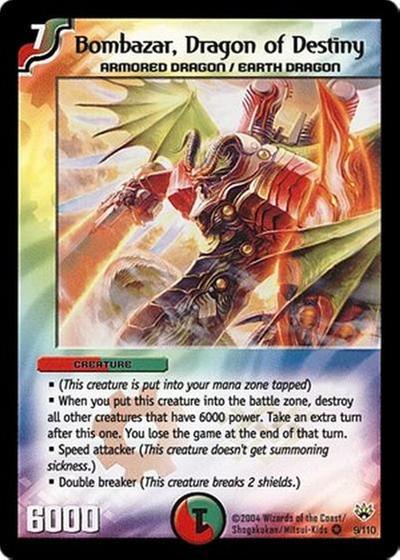 7
Bombazar, Dragon of Destiny
ARMORED DRAGON / EARTH DRAGON
CREATURE
▪ (This creature is put into your mana zone tapped)
▪ When you put this creature into the battle zone, destroy
all other creatures that have 6000 power. Take an extra turn
after this one. You lose the game at the end of that turn.
▪ Speed attacker (This creature doesn't get summoning
sickness.)
▪ Double breaker (This creature breaks 2 shields.)
6000
1
©2004 Wizards of the Coast/
Shogakukan/Mitsui-Kids ✪ 9/110